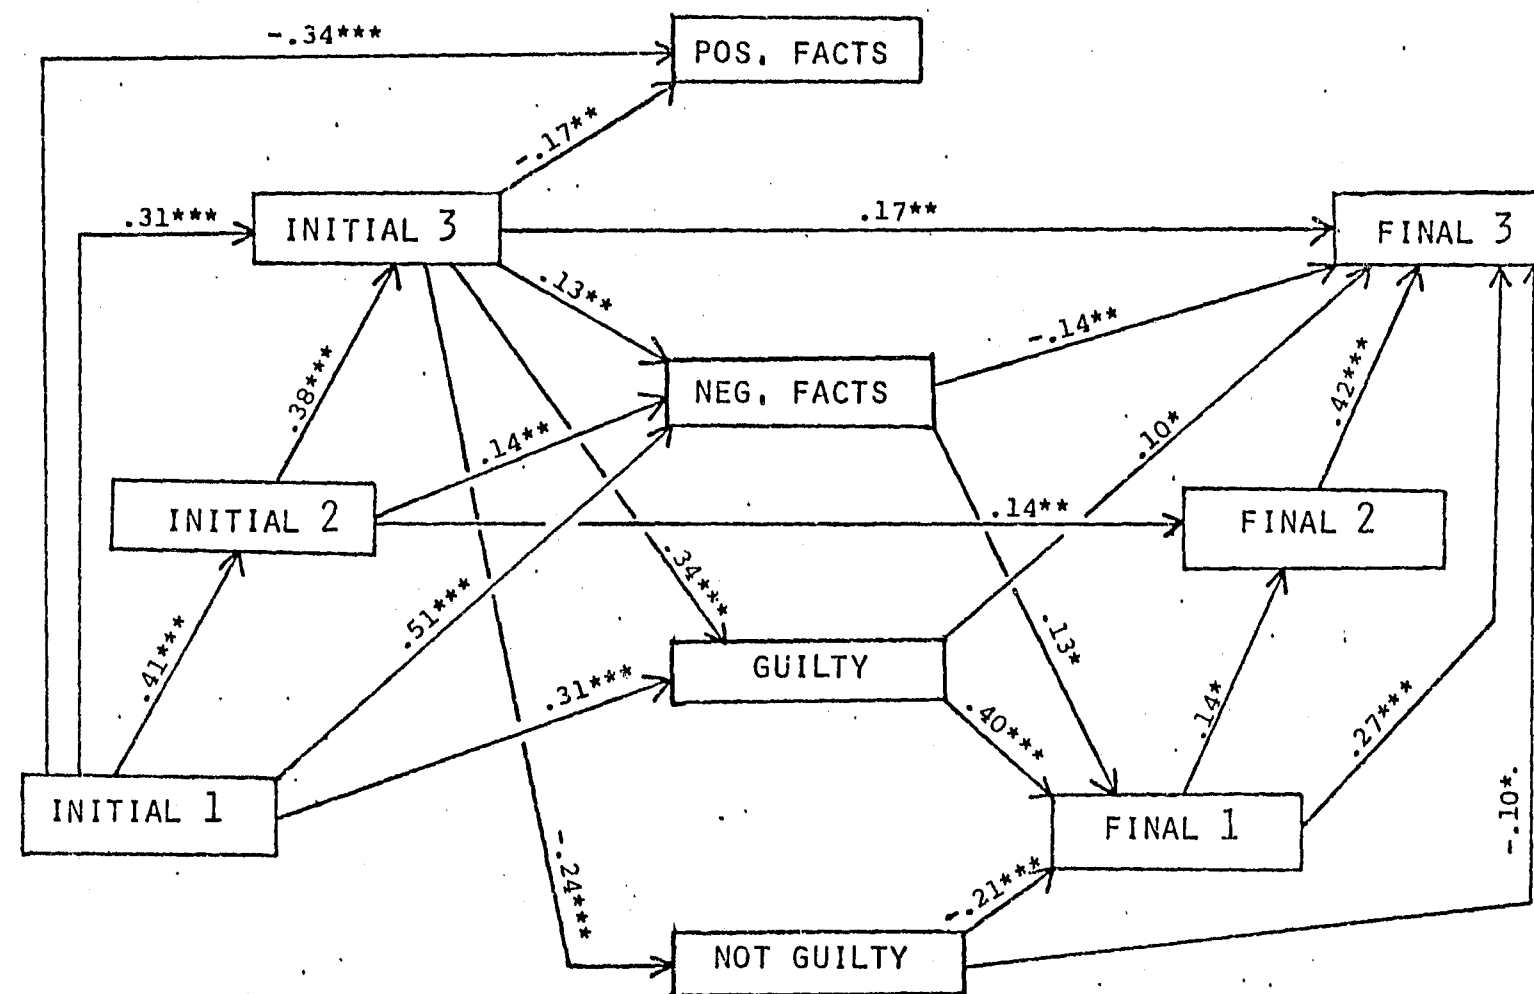 -.34***
POS. FACTS
-.17**
.31***
INITIAL 3
.17**
FINAL 3
.13**
-.14**
.38***
NEG. FACTS
.42***
.14**
.10*
INITIAL 2
.14**
FINAL 2
.34***
.51***
.41***
.13*
GUILTY
.31***
.14*
.40***
.27***
INITIAL 1
FINAL 1
-.10*.
-.24***
-.21***
NOT GUILTY